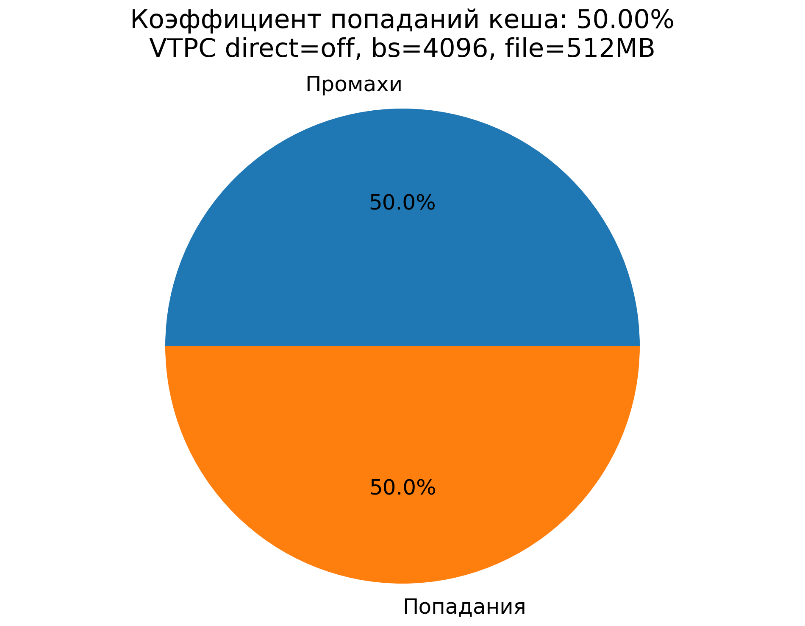 Коэффициент попаданий кеша: 50.00%
VTPC direct=off, bs=4096, file=512MB
Промахи
50.0%
50.0%
Попадания